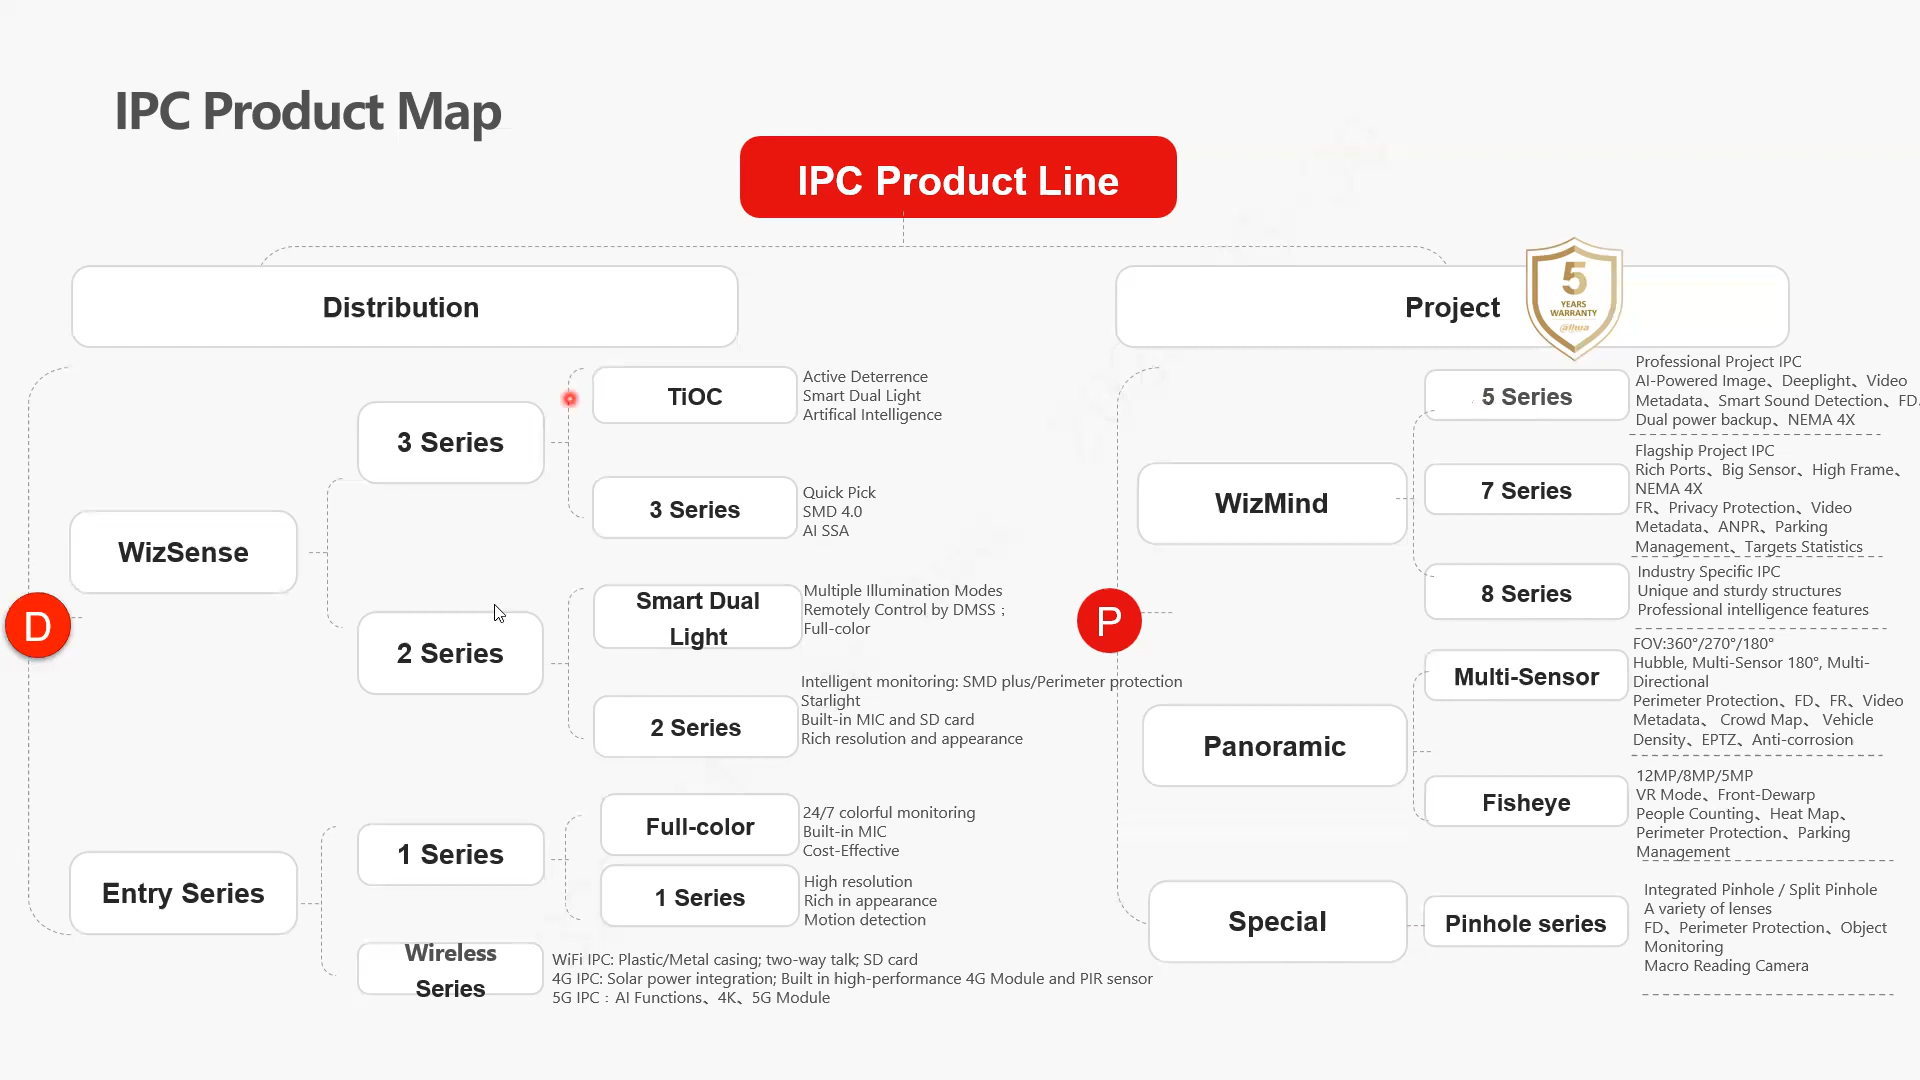 IPC Product Map
IPC Product Line
Distribution
Project
5
YEARS
WARRANTY
alhua
D
WizSense
3 Series
TiOC
Active Deterrence
Smart Dual Light
Artifical Intelligence
3 Series
Quick Pick
SMD 4.0
AI SSA
2 Series
Smart Dual
Light
Multiple Illumination Modes
Remotely Control by DMSS；
Full-color
2 Series
Intelligent monitoring: SMD plus/Perimeter protection
Starlight
Built-in MIC and SD card
Rich resolution and appearance
Entry Series
1 Series
Full-color
24/7 colorful monitoring
Built-in MIC
Cost-Effective
1 Series
High resolution
Rich in appearance
Motion detection
Wireless
Series
WiFi IPC: Plastic/Metal casing; two-way talk; SD card
4G IPC: Solar power integration; Built in high-performance 4G Module and PIR sensor
5G IPC：AI Functions、4K、5G Module
P
WizMind
5 Series
Professional Project IPC
AI-Powered Image、Deeplight、Video
Metadata、Smart Sound Detection、FD、
Dual power backup、NEMA 4X
7 Series
Flagship Project IPC
Rich Ports、Big Sensor、High Frame、
NEMA 4X
FR、Privacy Protection、Video
Metadata、ANPR、Parking
Management、Targets Statistics
8 Series
Industry Specific IPC
Unique and sturdy structures
Professional intelligence features
Panoramic
Multi-Sensor
FOV:360°/270°/180°
Hubble, Multi-Sensor 180°, Multi-
Directional
Perimeter Protection、FD、FR、Video
Metadata、 Crowd Map、 Vehicle
Density、EPTZ、Anti-corrosion
Fisheye
12MP/8MP/5MP
VR Mode、Front-Dewarp
People Counting、Heat Map、
Perimeter Protection、Parking
Management
Special
Pinhole series
Integrated Pinhole / Split Pinhole
A variety of lenses
FD、Perimeter Protection、Object
Monitoring
Macro Reading Camera